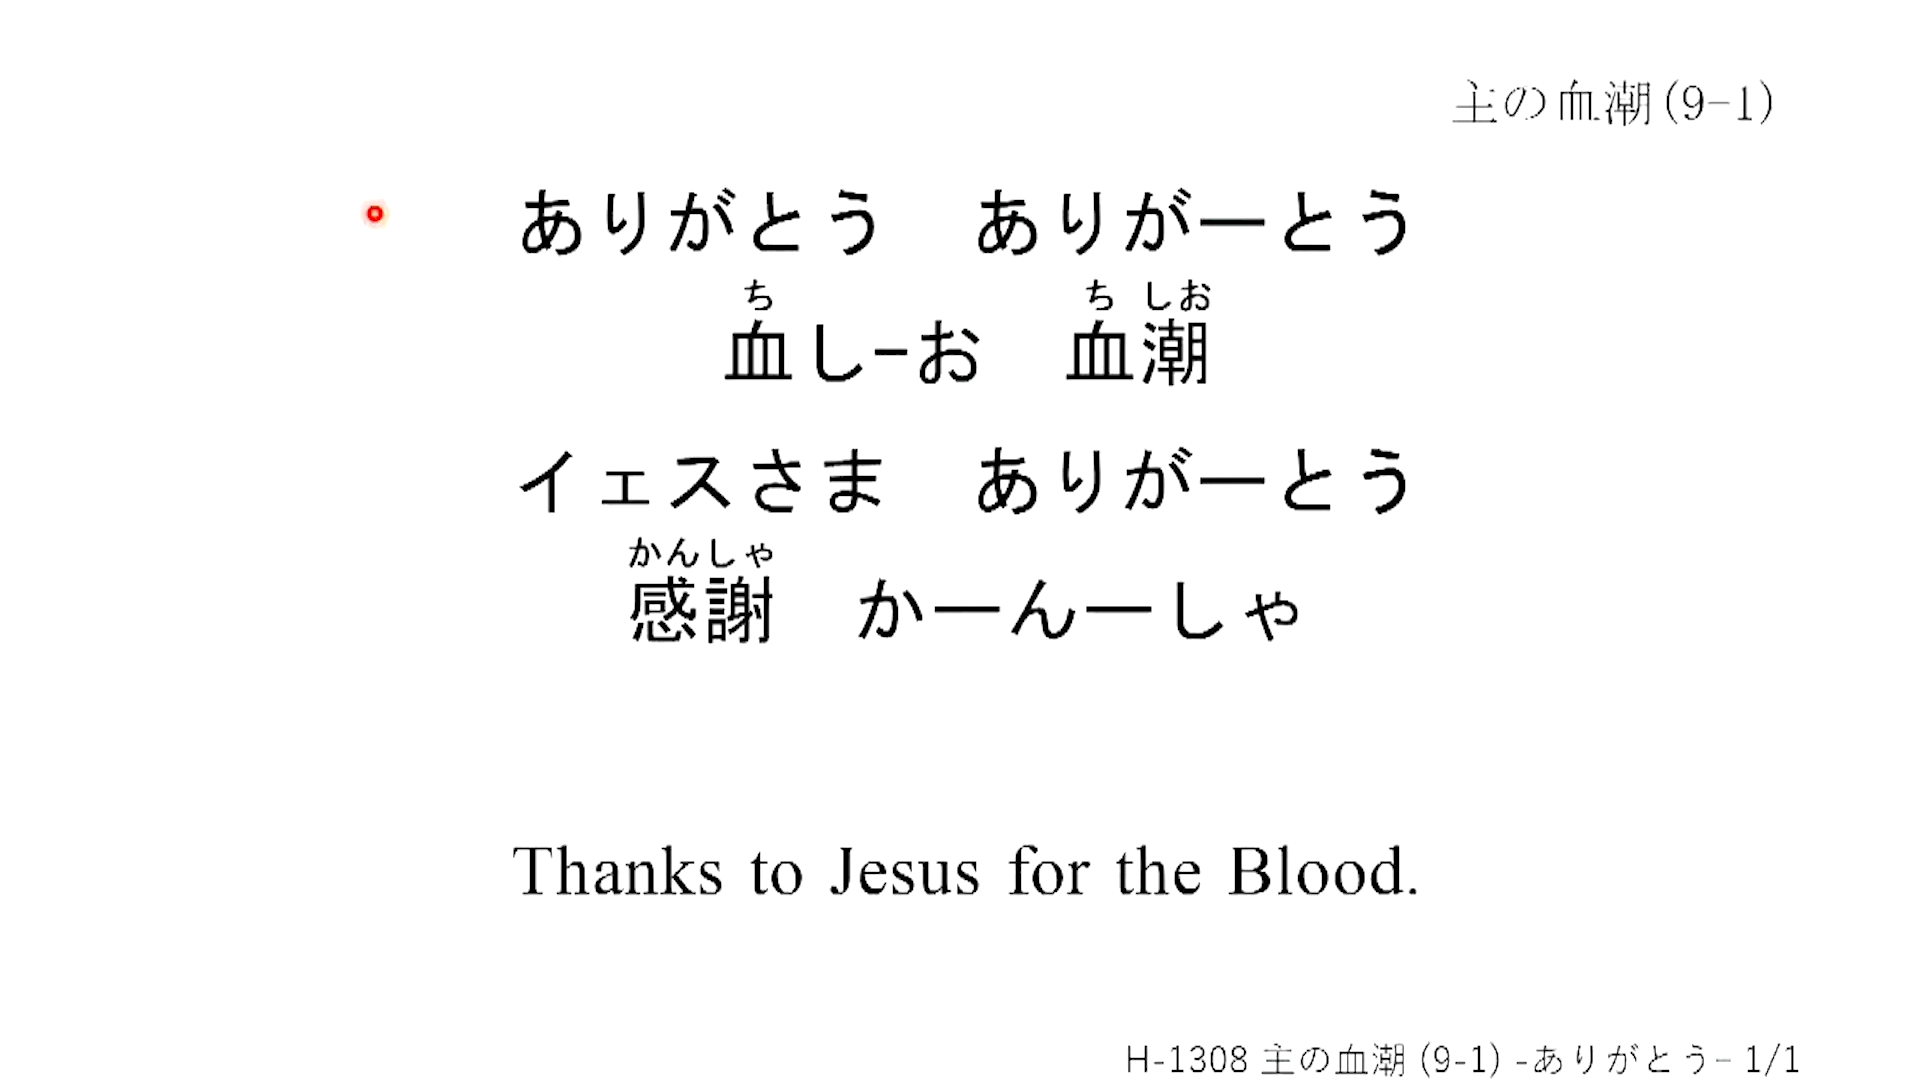 主の血潮(9-1)
ありがとう　ありがーとう
ち　ち しお
血し-お　血潮
イェスさま　ありがーとう
かんしゃ
感謝　かーんーしゃ
Thanks to Jesus for the Blood.
H-1308 主の血潮 (9-1) -ありがとう- 1/1